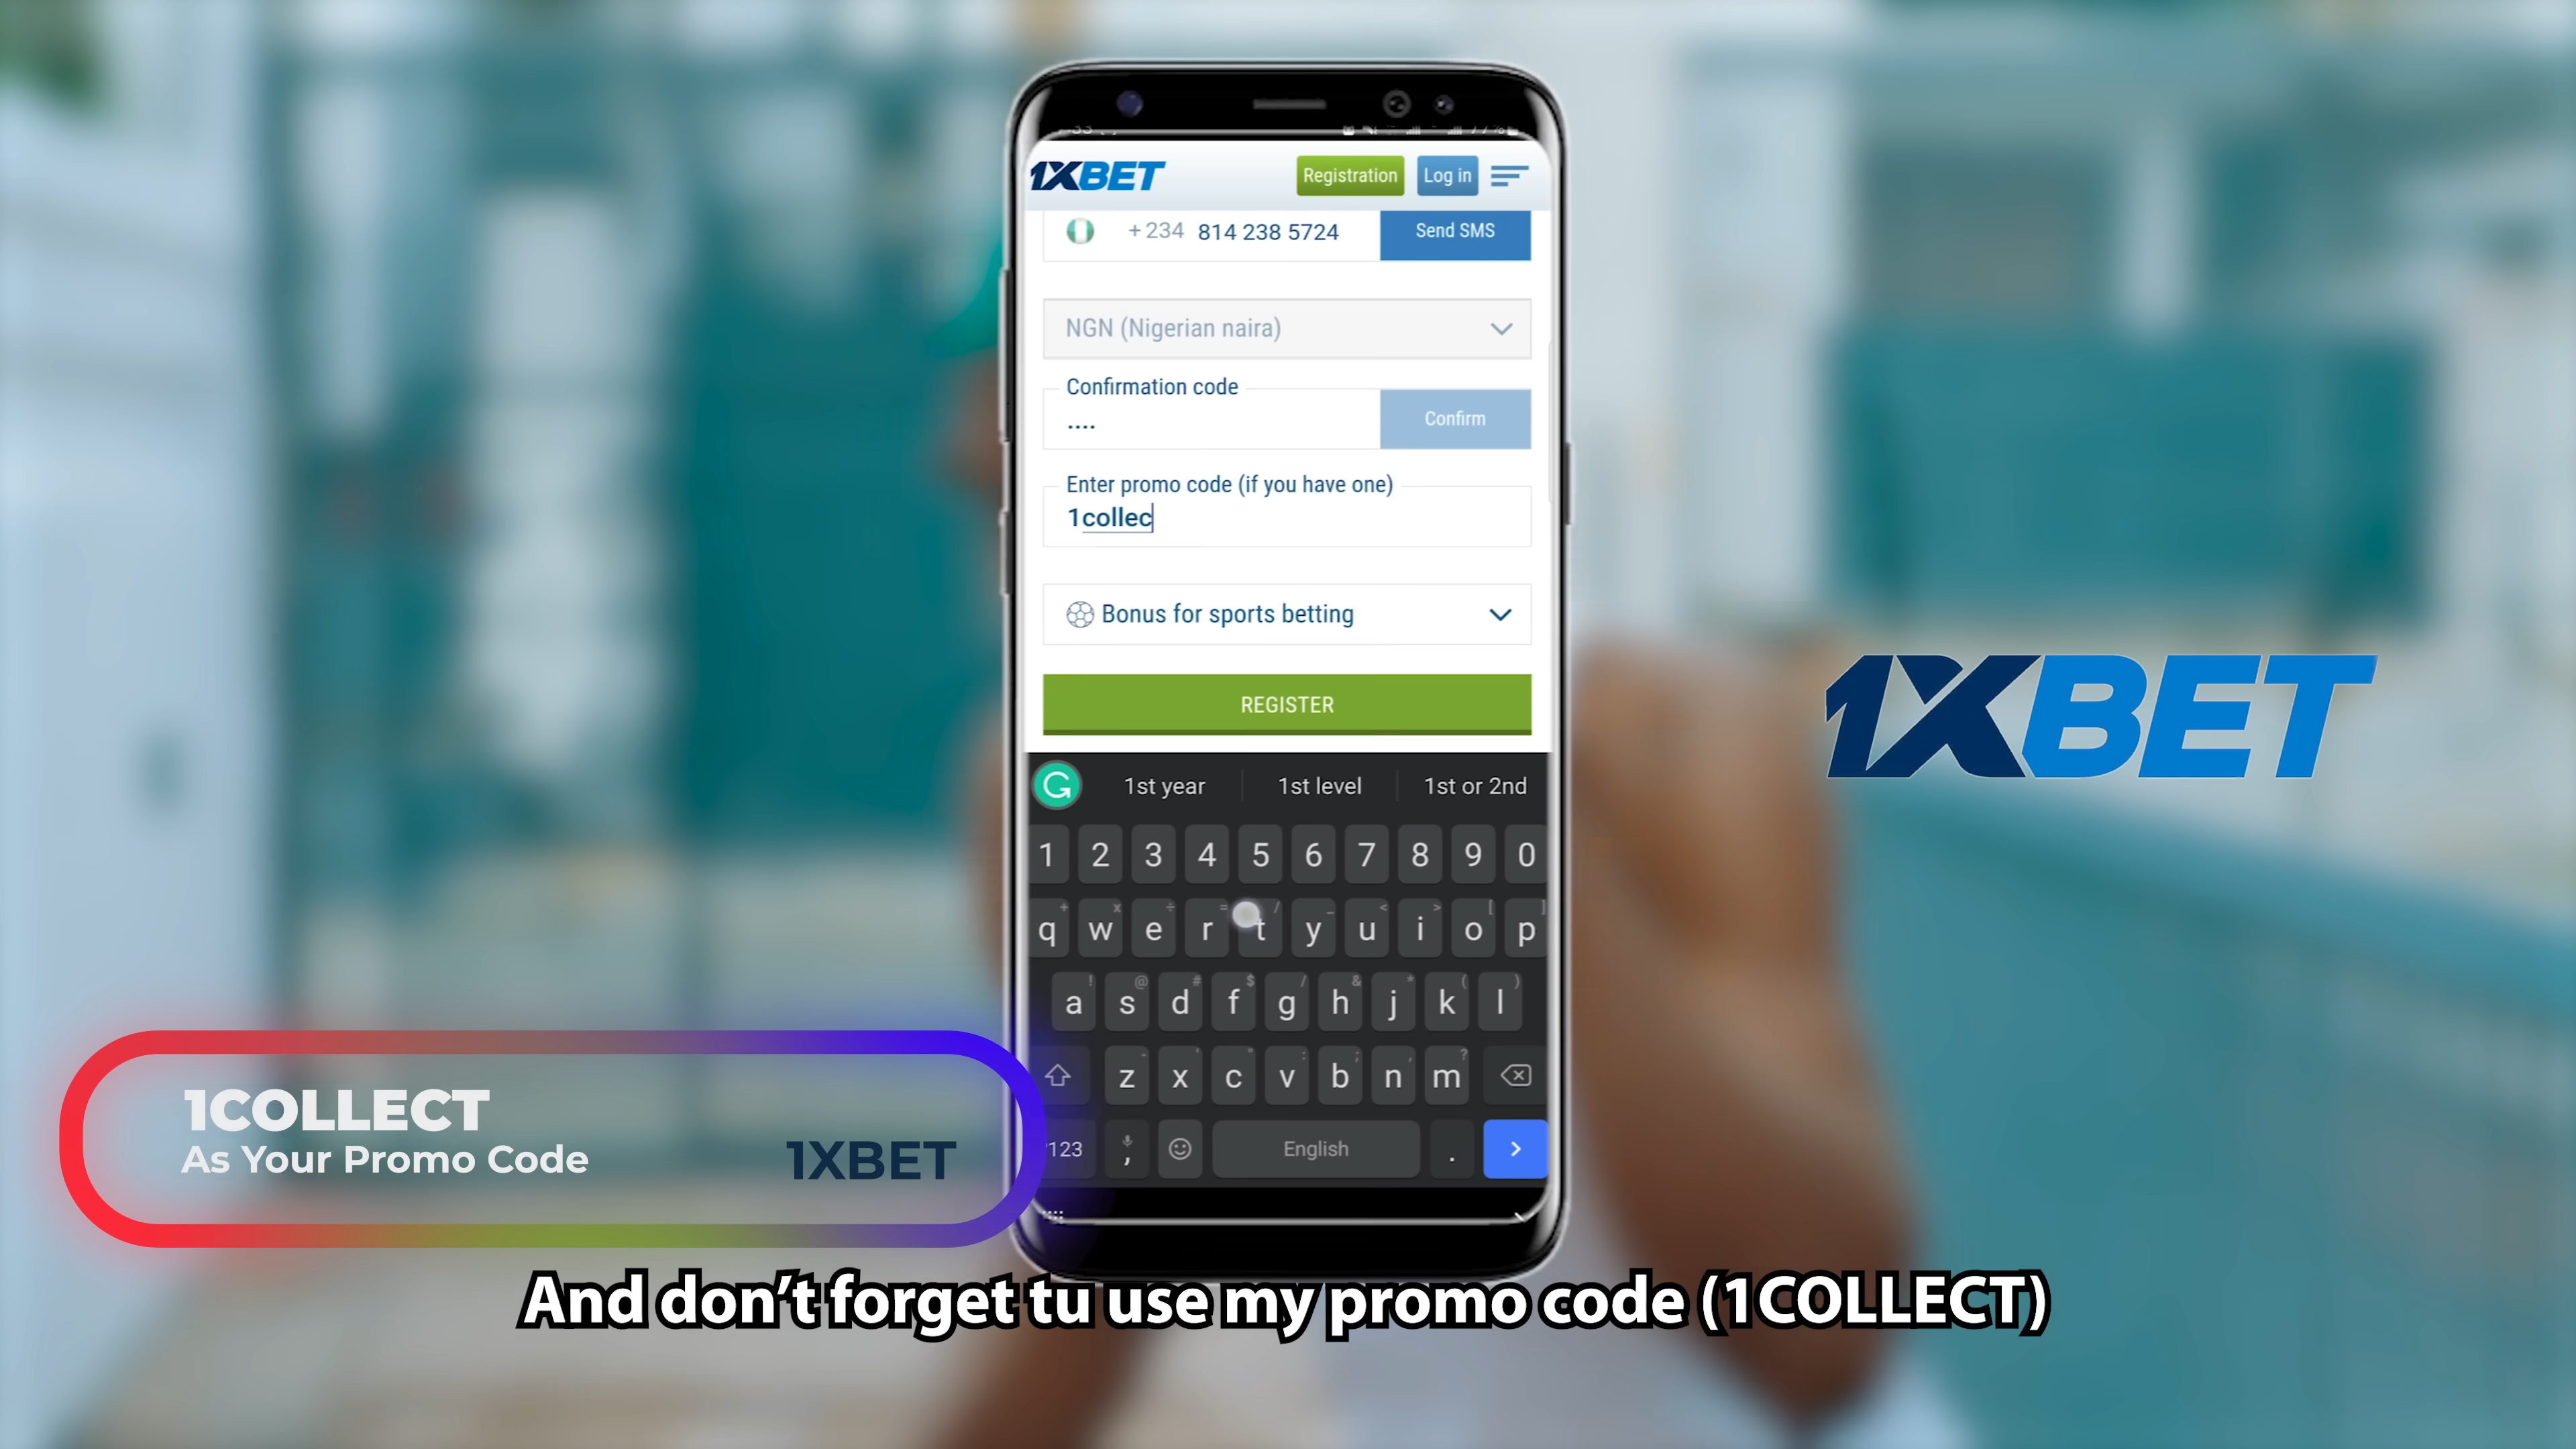 1XBET
Registration
Log in
+234 814 238 5724
Send SMS
NGN (Nigerian naira)
Confirmation code
....
Confirm
Enter promo code (if you have one)
1collec
Bonus for sports betting
REGISTER
1XBET
1st year
1st level
1st or 2nd
1 2 3 4 5 6 7 8 9 0
q w e r t y u i o p
a s d f g h j k l
z x c v b n m
123 , English .
1COLLECT
As Your Promo Code
1XBET
And don't forget tu use my promo code (1COLLECT)